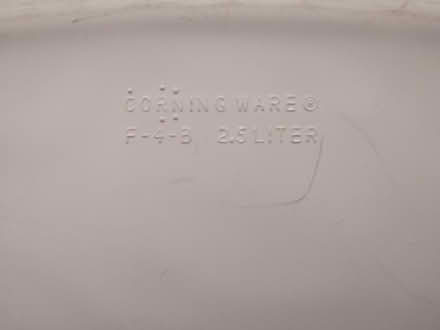 CORNING WARE®
F-4-B 2.5 LITER